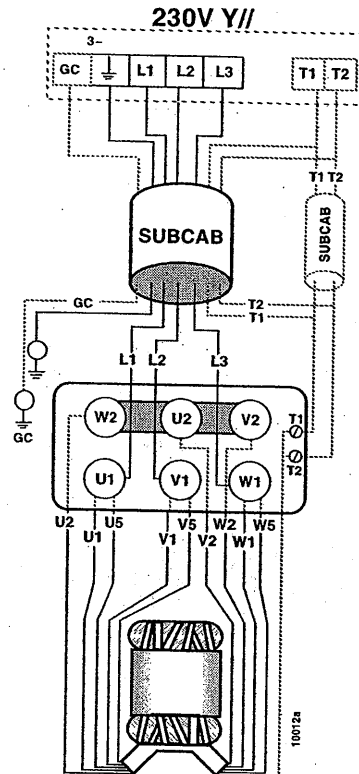 230V Y//
3~
GC L1 L2 L3 T1 T2
T1 T2
SUBCAB
SUBCAB
GC
T2
T1
L1 L2 L3
GC
W2 U2 V2
T1
T2
U1 V1 W1
U2 U5 V5 W2 W5
U1 V1 V2 W1
10012a